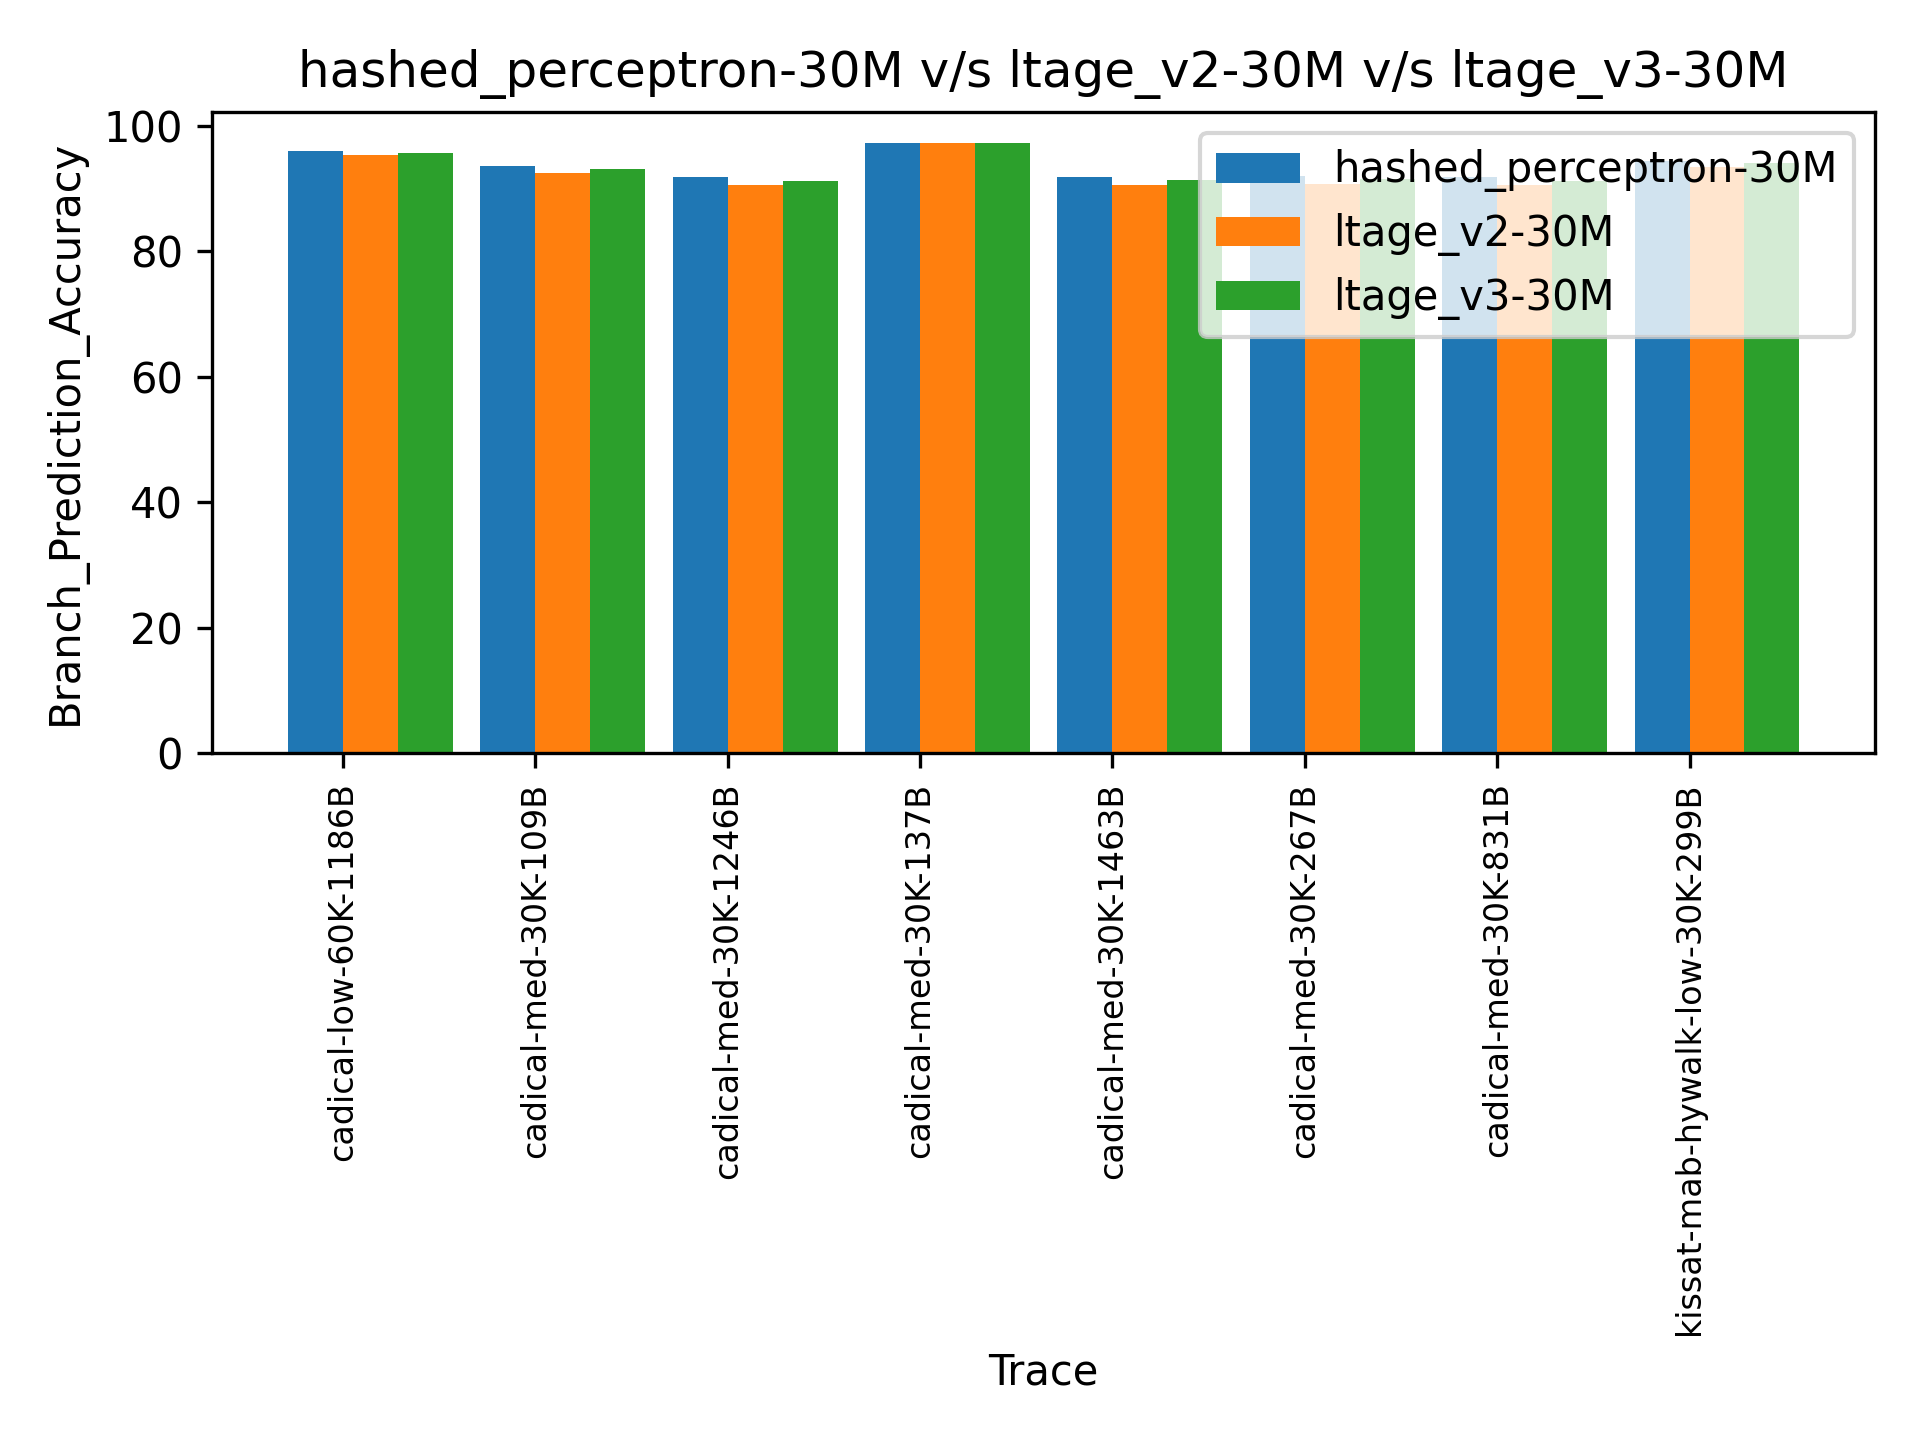 hashed_perceptron-30M v/s ltage_v2-30M v/s ltage_v3-30M
Branch_Prediction_Accuracy
100
80
60
40
20
0
hashed_perceptron-30M
ltage_v2-30M
ltage_v3-30M
cadical-low-60K-1186B
cadical-med-30K-109B
cadical-med-30K-1246B
cadical-med-30K-137B
cadical-med-30K-1463B
cadical-med-30K-267B
cadical-med-30K-831B
kissat-mab-hywalk-low-30K-299B
Trace